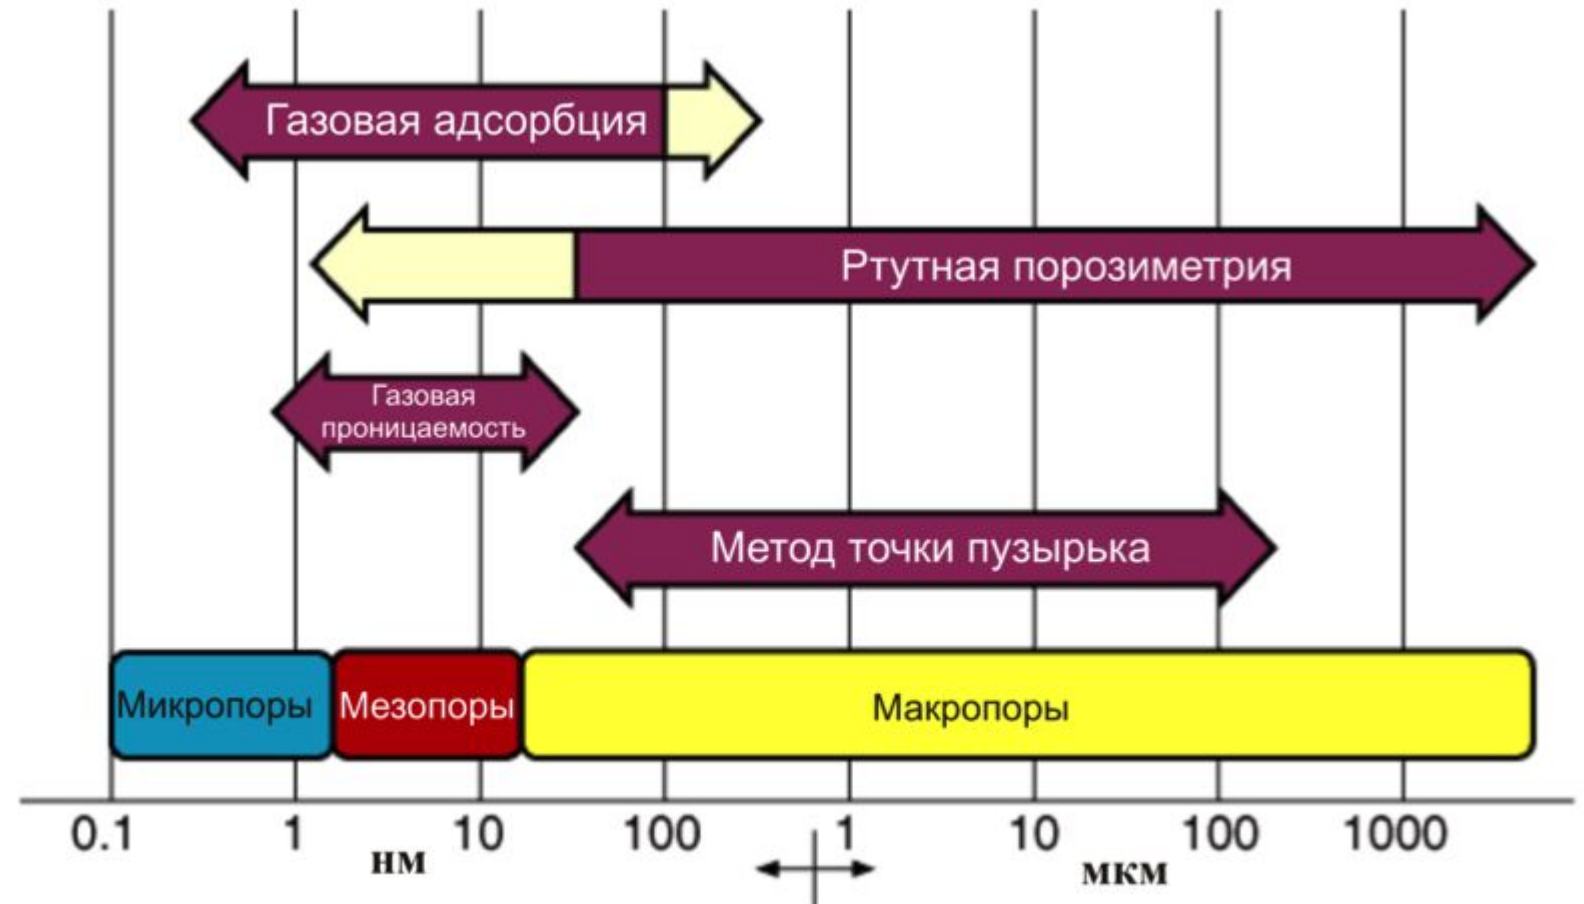 Газовая адсорбция
Ртутная порозиметрия
Газовая
проницаемость
Метод точки пузырька
Микропоры Мезопоры Макропоры
0.1 1 10 100 1 10 100 1000
нм мкм